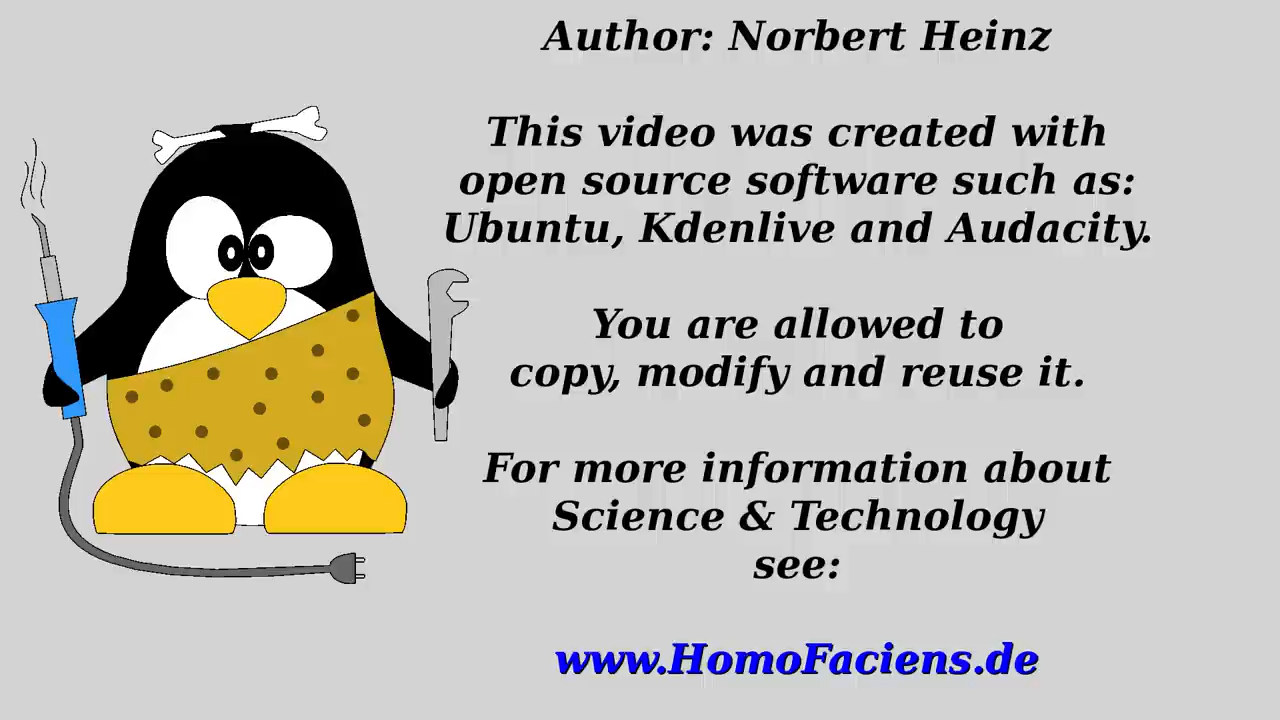 Author: Norbert Heinz
This video was created with
open source software such as:
Ubuntu, Kdenlive and Audacity.
You are allowed to
copy, modify and reuse it.
For more information about
Science & Technology
see:
www.HomoFaciens.de